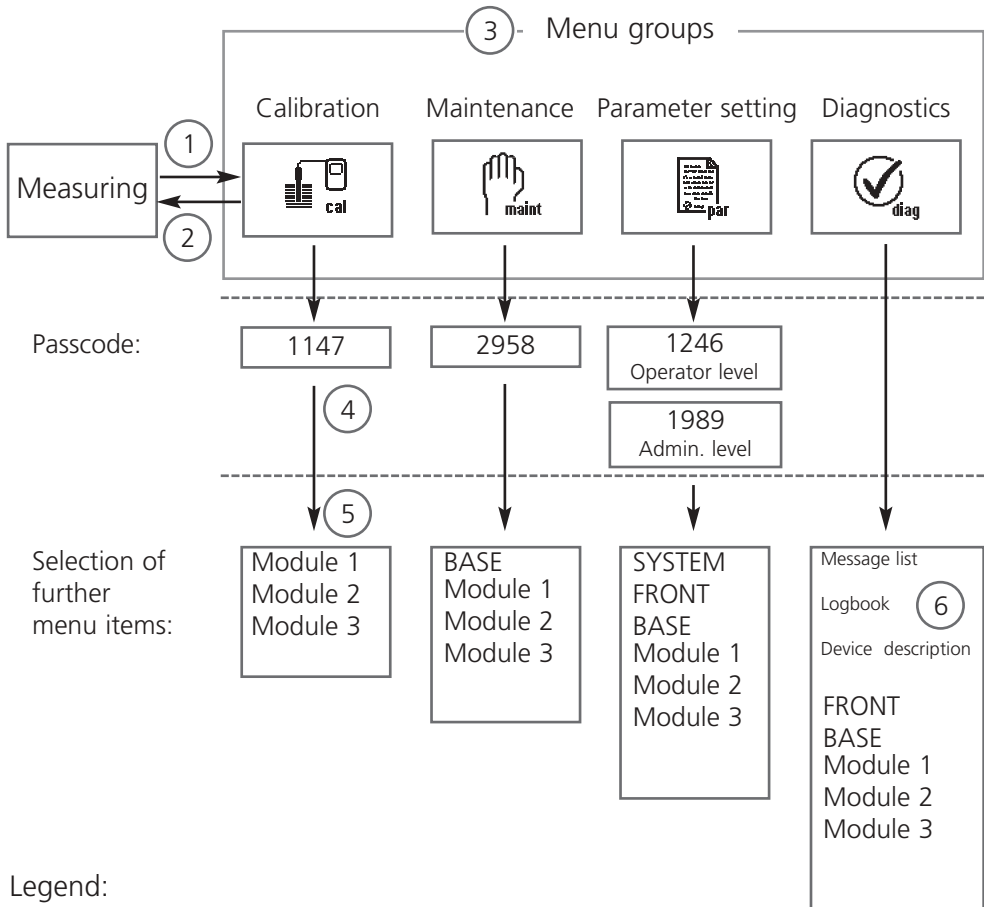 3 Menu groups
Calibration Maintenance Parameter setting Diagnostics
Measuring
1
2
cal
maint
par
diag
Passcode:
1147
2958
1246
Operator level
1989
Admin. level
4
5
Selection of
further
menu items:
Module 1
Module 2
Module 3
BASE
Module 1
Module 2
Module 3
SYSTEM
FRONT
BASE
Module 1
Module 2
Module 3
Message list
Logbook 6
Device description
FRONT
BASE
Module 1
Module 2
Module 3
Legend: